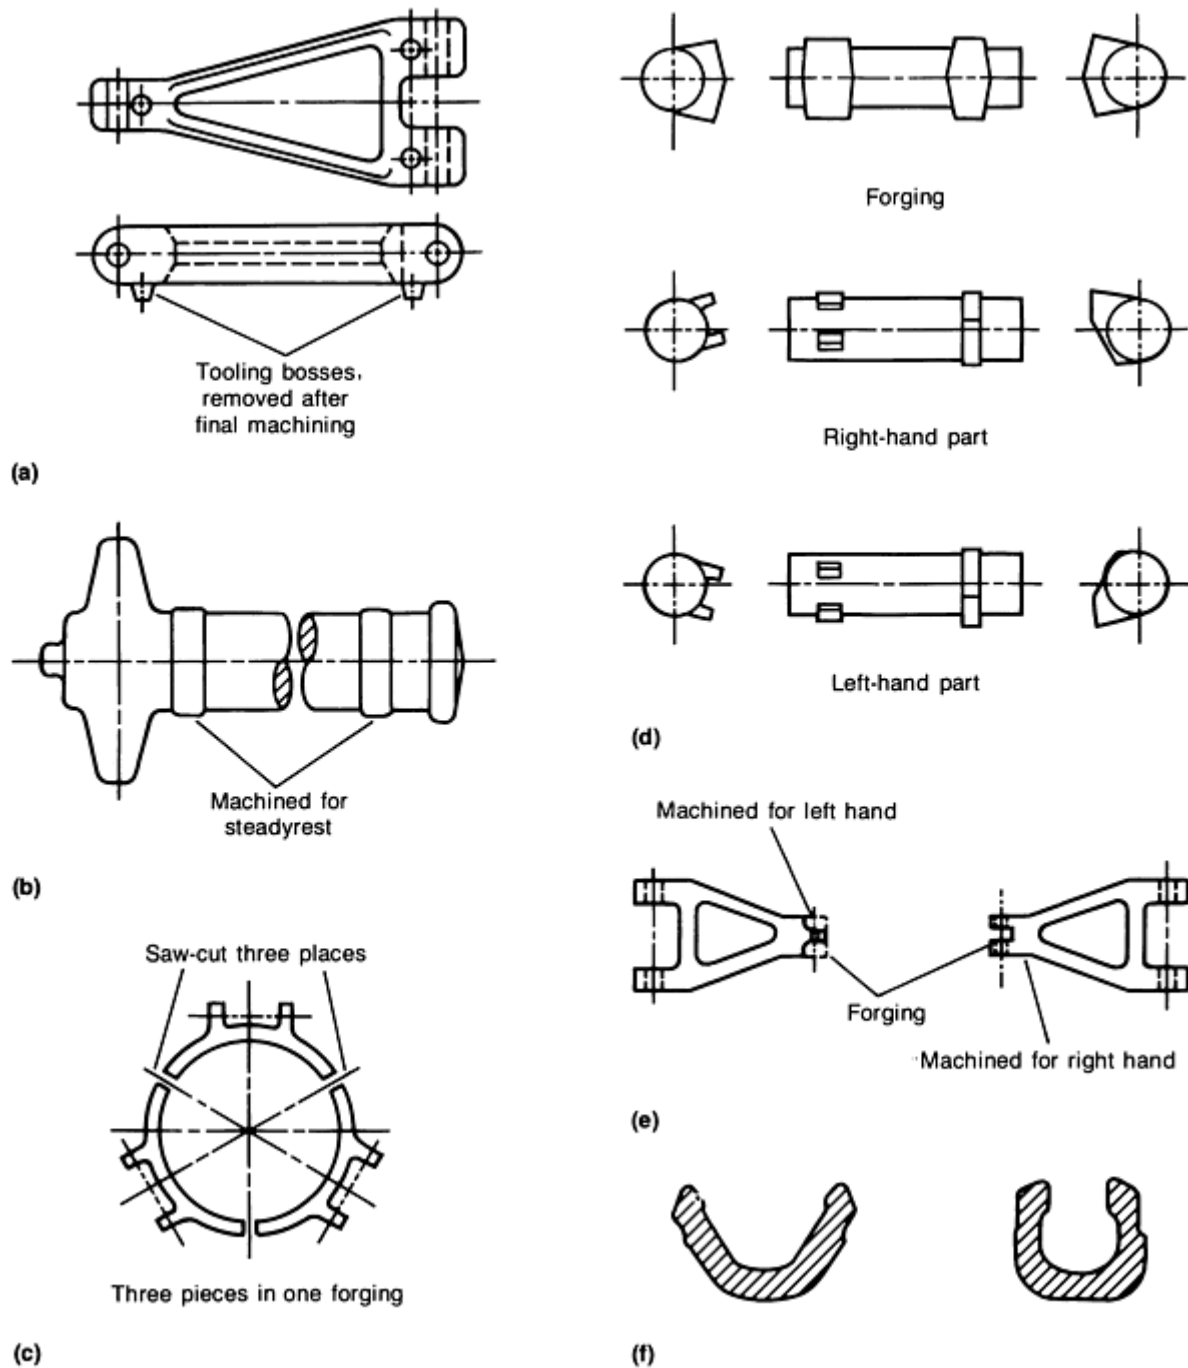 Tooling bosses,
removed after
final machining
(a)
Machined for
steadyrest
(b)
Saw-cut three places
Three pieces in one forging
(c)
Forging
Right-hand part
Left-hand part
(d)
Machined for left hand
Forging
Machined for right hand
(e)
(f)